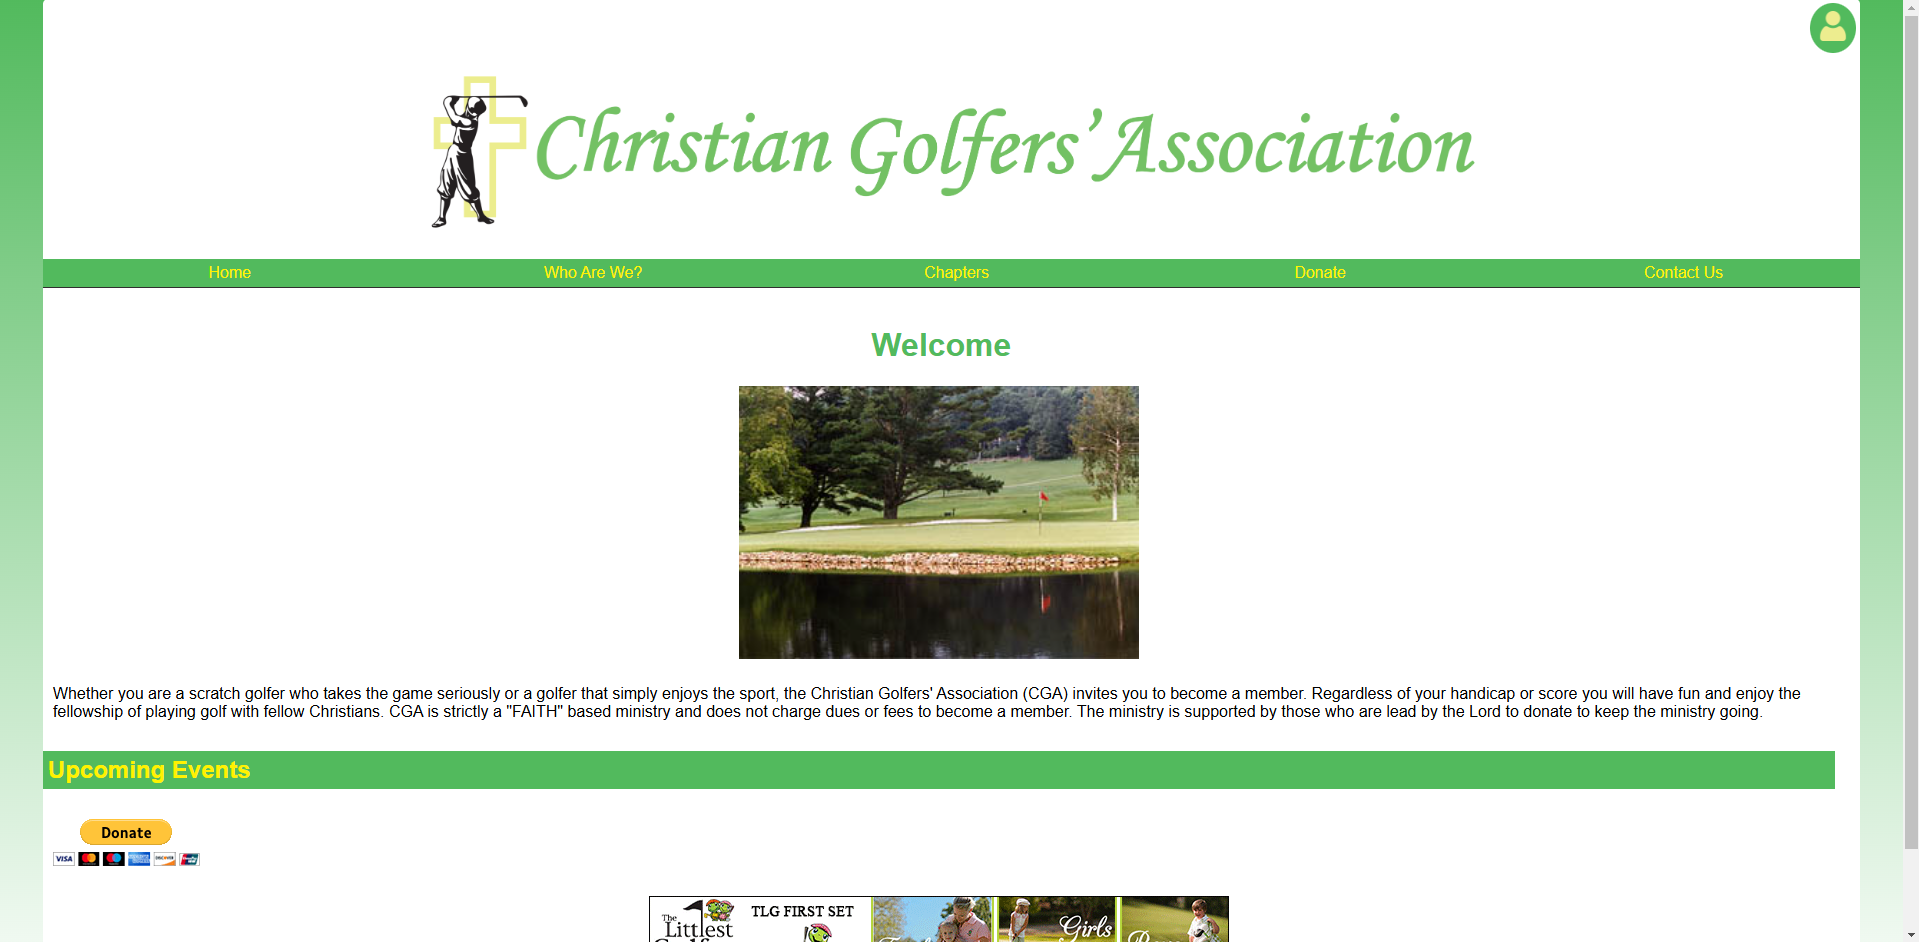 Christian Golfers' Association
Home Who Are We? Chapters Donate Contact Us
Welcome
Whether you are a scratch golfer who takes the game seriously or a golfer that simply enjoys the sport, the Christian Golfers' Association (CGA) invites you to become a member. Regardless of your handicap or score you will have fun and enjoy the
fellowship of playing golf with fellow Christians. CGA is strictly a "FAITH" based ministry and does not charge dues or fees to become a member. The ministry is supported by those who are lead by the Lord to donate to keep the ministry going.
Upcoming Events
Donate
VISA
DISCOVER
The
Littlest
TLG FIRST SET
Girls